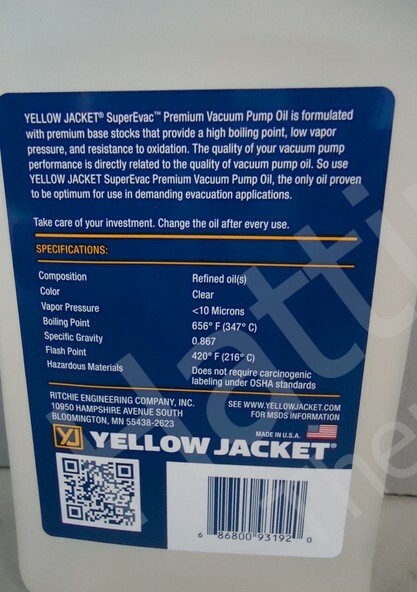 YELLOW JACKET® SuperEvac™ Premium Vacuum Pump Oil is formulated
with premium base stocks that provide a high boiling point, low vapor
pressure, and resistance to oxidation. The quality of your vacuum pump
performance is directly related to the quality of vacuum pump oil. So use
YELLOW JACKET SuperEvac Premium Vacuum Pump Oil, the only oil proven
to be optimum for use in demanding evacuation applications.
Take care of your investment. Change the oil after every use.
SPECIFICATIONS:
Composition Refined oil(s)
Color Clear
Vapor Pressure <10 Microns
Boiling Point 656° F (347° C)
Specific Gravity 0.867
Flash Point 420° F (216° C)
Hazardous Materials Does not require carcinogenic
labeling under OSHA standards
RITCHIE ENGINEERING COMPANY, INC.
10950 HAMPSHIRE AVENUE SOUTH
BLOOMINGTON, MN 55438-2623
SEE WWW.YELLOWJACKET.COM
FOR MSDS INFORMATION
MADE IN U.S.A.
YJ YELLOW JACKET®
6 86800 93192 0